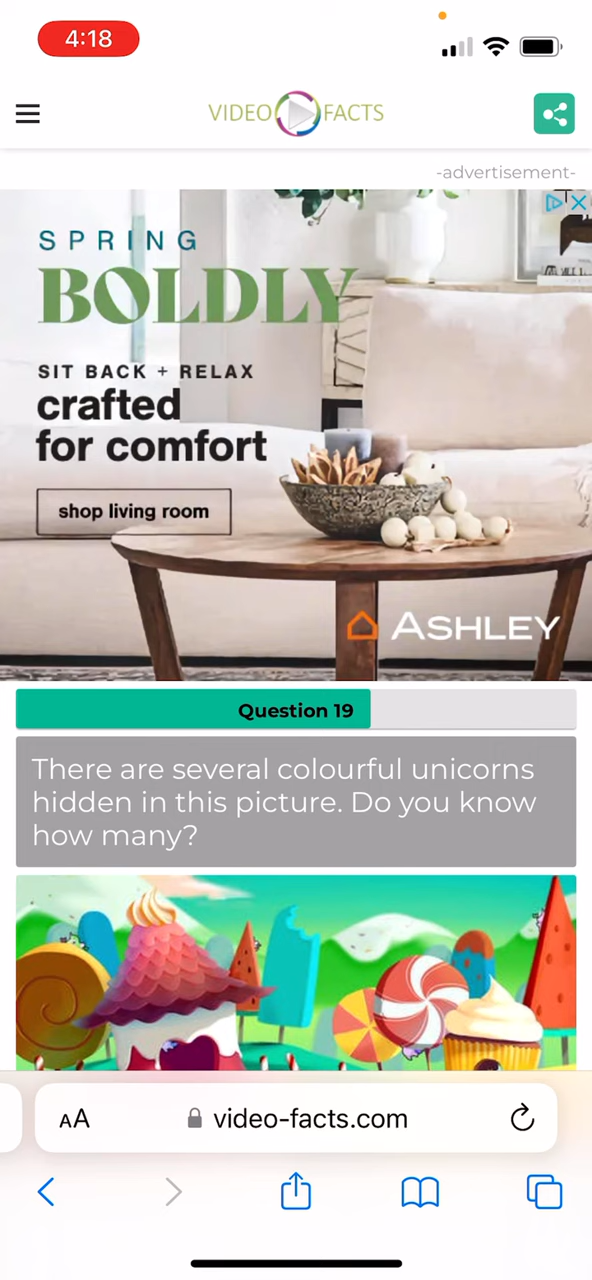 4:18
VIDEO FACTS
-advertisement-
SPRING
BOLDLY
SIT BACK + RELAX
crafted
for comfort
shop living room
ASHLEY
Question 19
There are several colourful unicorns
hidden in this picture. Do you know
how many?
AA video-facts.com